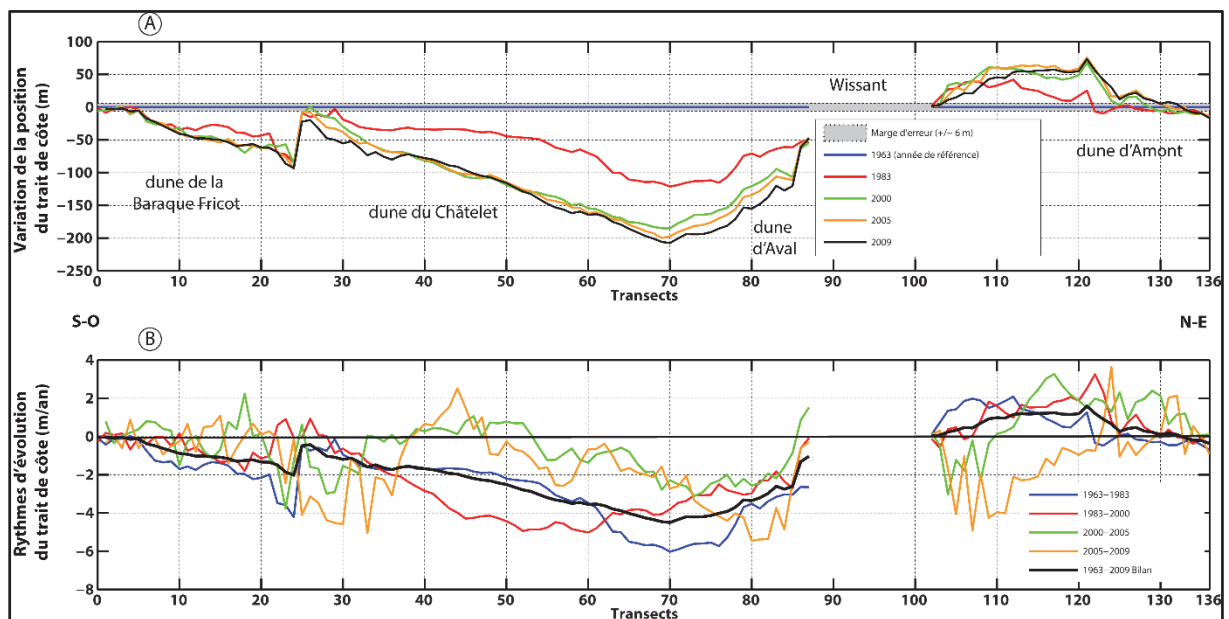 A
Variation de la position
du trait de côte (m)
100
50
0
−50
−100
−150
−200
−250
dune de la
Baraque Fricot
dune du Châtelet
dune
d'Aval
Wissant
dune d'Amont
Marge d'erreur (+/− 6 m)
1963 (année de référence)
1983
2000
2005
2009
0 10 20 30 40 50 60 70 80 90 100 110 120 130 136
Transects
S-O
N-E
B
Rythmes d'évolution
du trait de côte (m/an)
4
2
0
−2
−4
−6
−8
1963−1983
1983−2000
2000−2005
2005−2009
1963−2009 Bilan
0 10 20 30 40 50 60 70 80 90 100 110 120 130 136
Transects